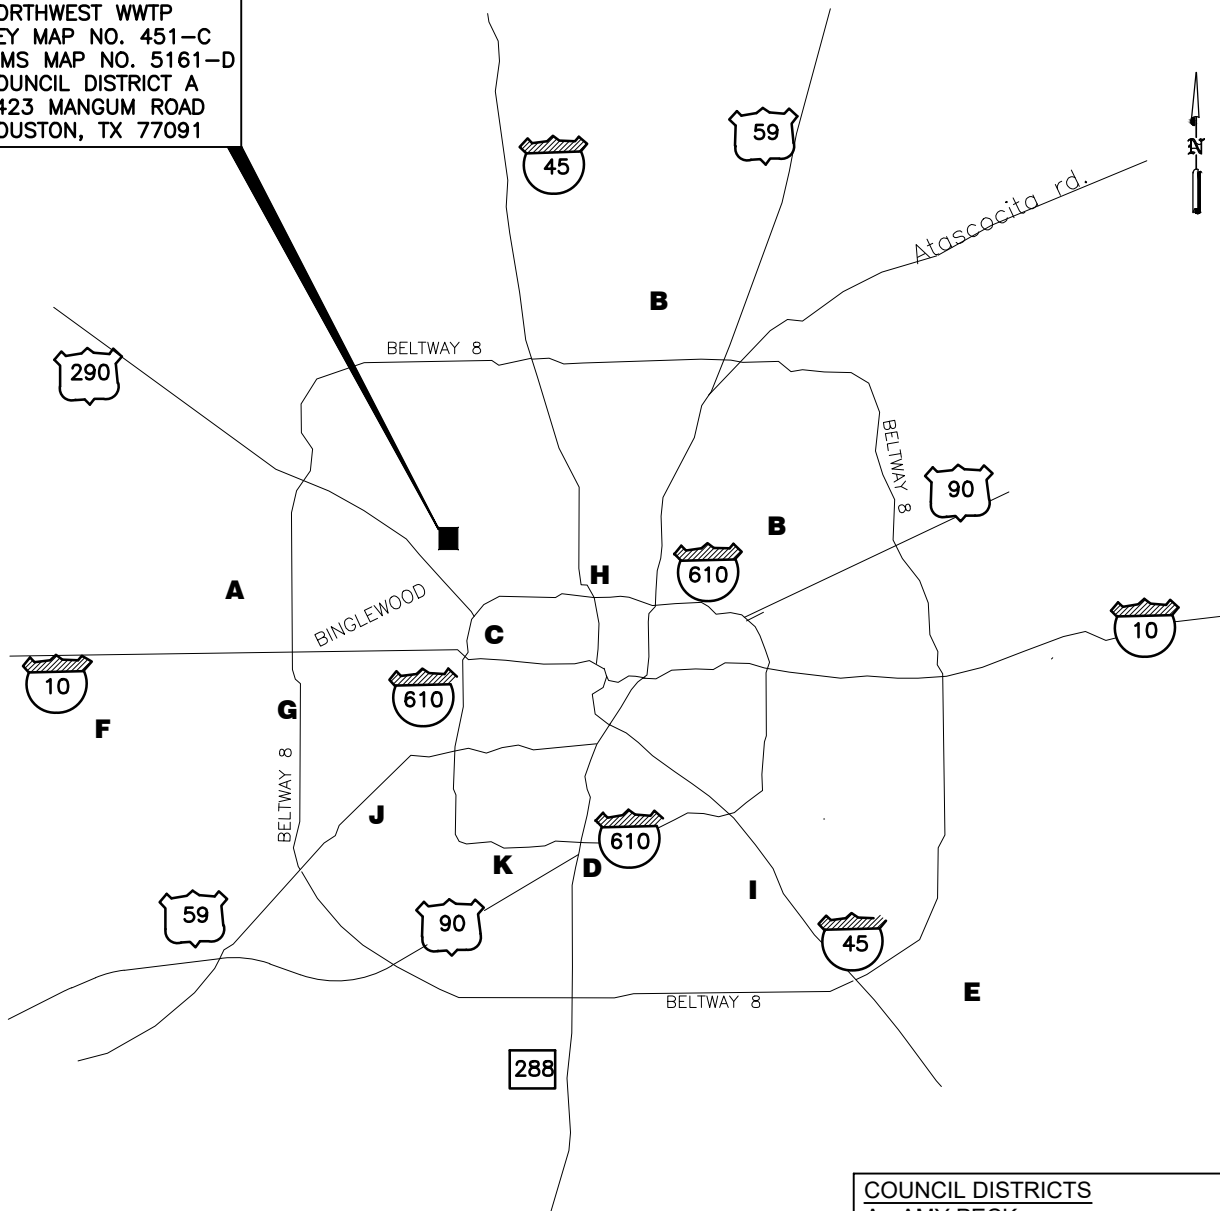 ORTHWEST WWTP
EY MAP NO. 451-C
MS MAP NO. 5161-D
OUNCIL DISTRICT A
423 MANGUM ROAD
OUSTON, TX 77091
45
59
N
Atascocita rd.
B
BELTWAY 8
290
BELTWAY 8
90
B
H
610
A
BINGLEWOOD
C
10
10
610
F
G
BELTWAY 8
J
610
K
D
I
59
90
45
E
BELTWAY 8
288
COUNCIL DISTRICTS